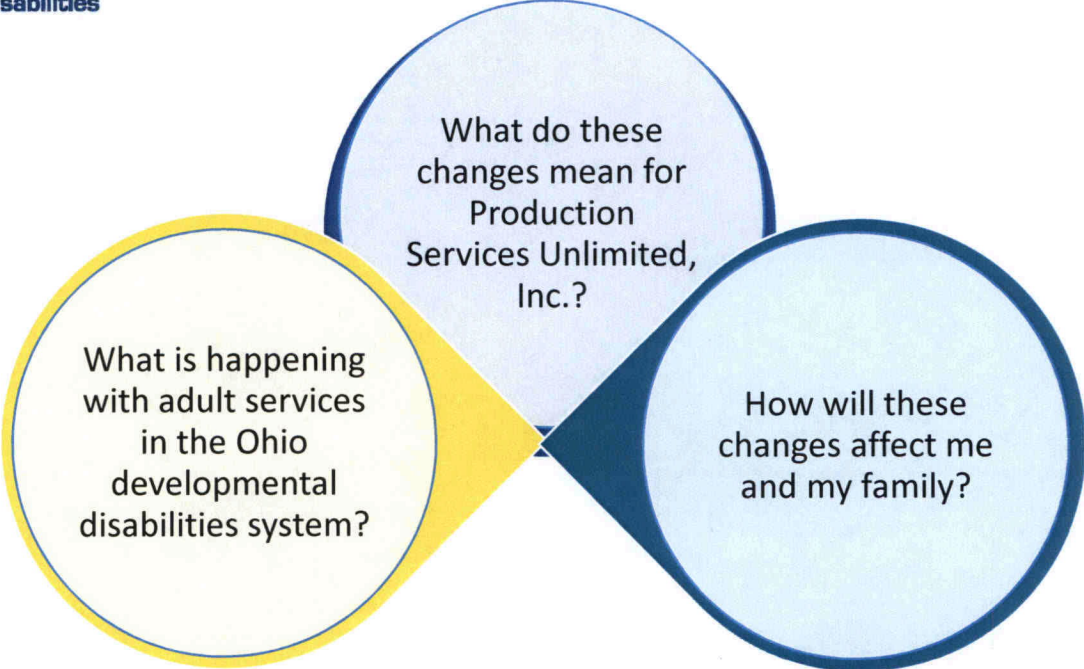 What is happening
with adult services
in the Ohio
developmental
disabilities system?
What do these
changes mean for
Production
Services Unlimited,
Inc.?
How will these
changes affect me
and my family?